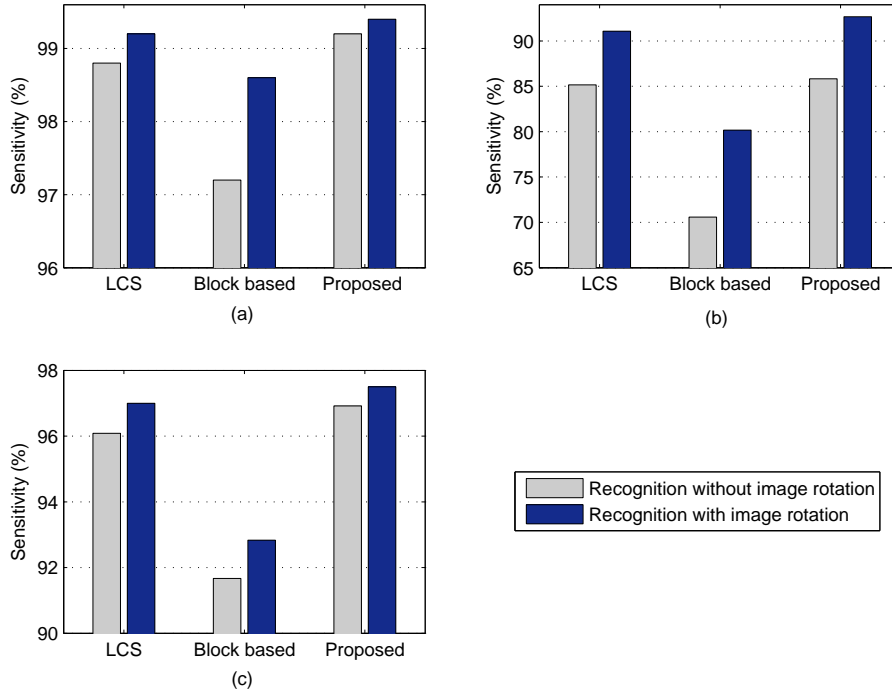 Sensitivity (%)
99
98
97
96
LCS Block based Proposed
(a)
Sensitivity (%)
90
85
80
75
70
65
LCS Block based Proposed
(b)
Sensitivity (%)
98
96
94
92
90
LCS Block based Proposed
(c)
Recognition without image rotation
Recognition with image rotation